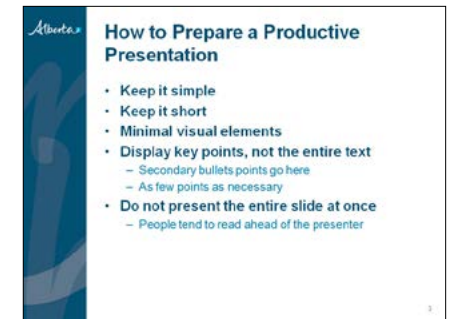 Alberta
How to Prepare a Productive
Presentation
• Keep it simple
• Keep it short
• Minimal visual elements
• Display key points, not the entire text
– Secondary bullets points go here
– As few points as necessary
• Do not present the entire slide at once
– People tend to read ahead of the presenter